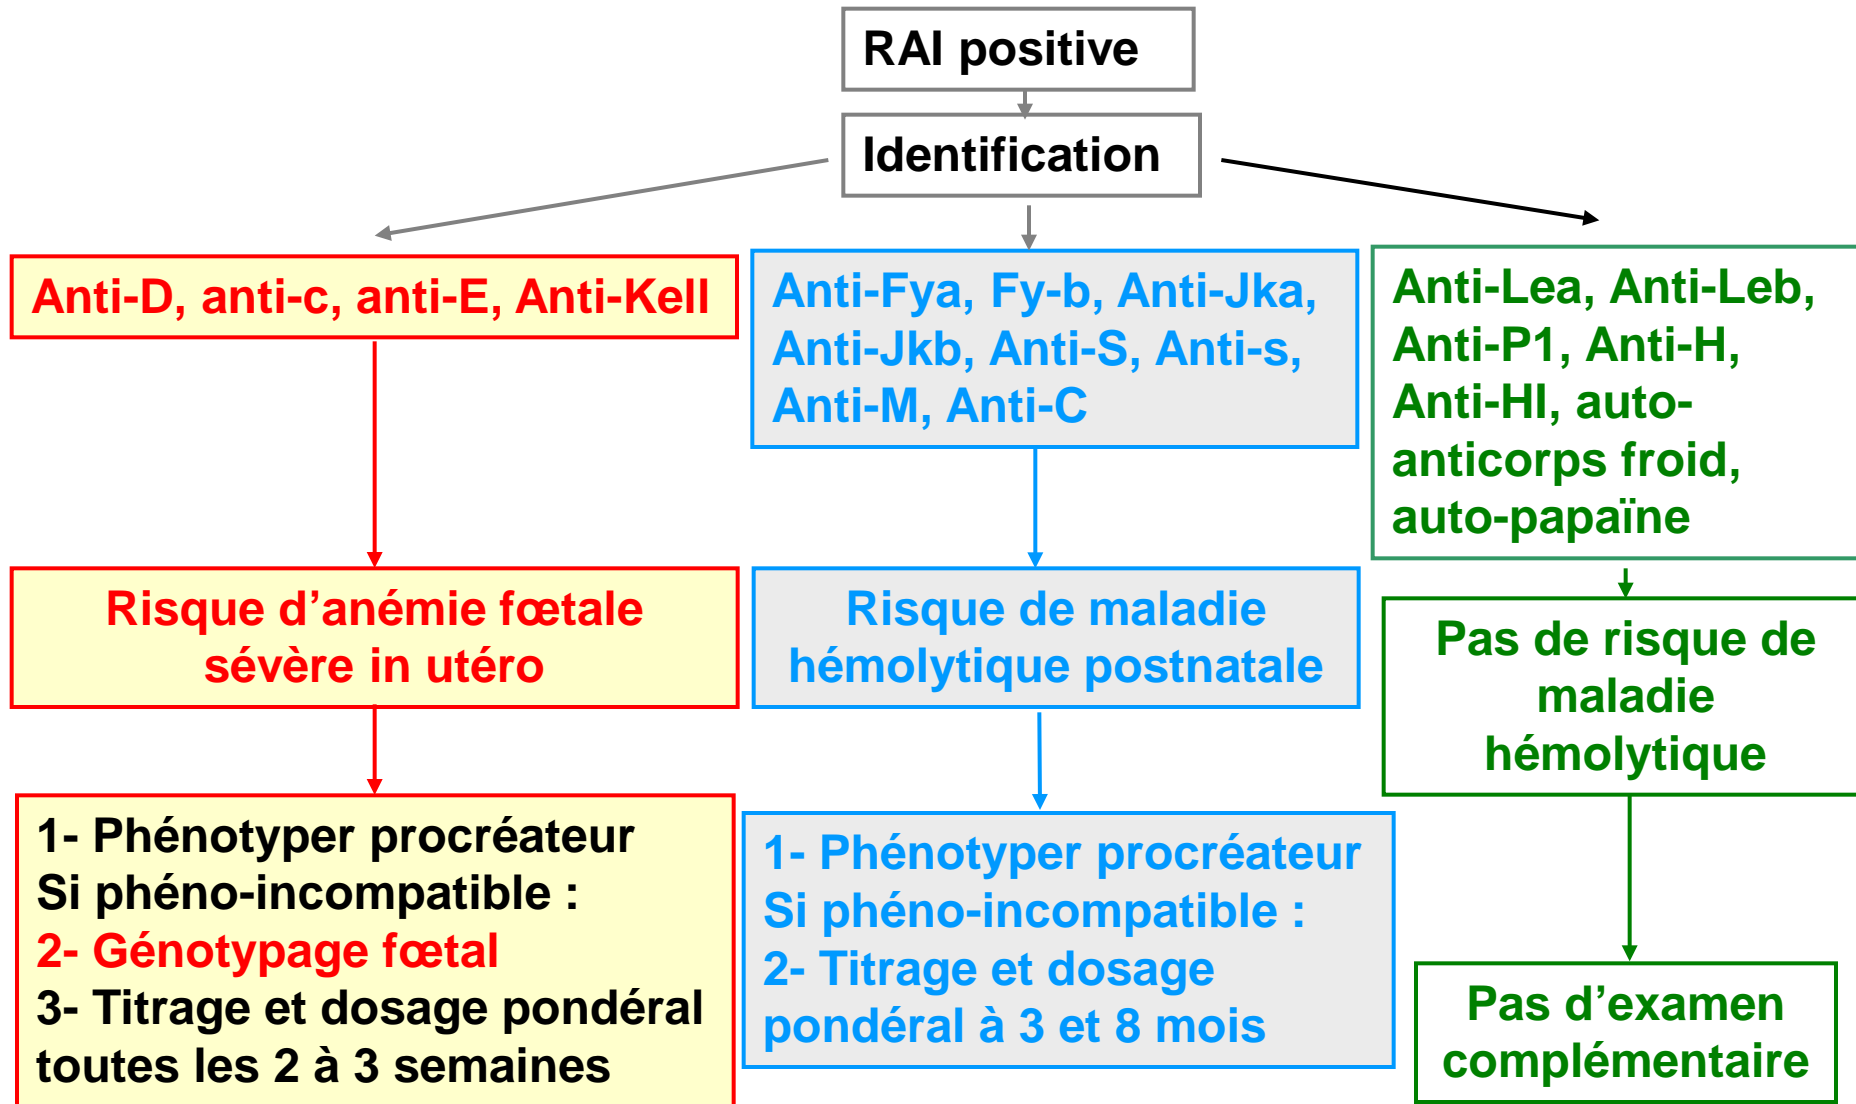 RAI positive
Identification
Anti-D, anti-c, anti-E, Anti-Kell
Anti-Fya, Fy-b, Anti-Jka,
Anti-Jkb, Anti-S, Anti-s,
Anti-M, Anti-C
Anti-Lea, Anti-Leb,
Anti-P1, Anti-H,
Anti-HI, auto-
anticorps froid,
auto-papaïne
Risque d’anémie fœtale
sévère in utéro
Risque de maladie
hémolytique postnatale
Pas de risque de
maladie
hémolytique
1- Phénotyper procréateur
Si phéno-incompatible :
2- Génotypage fœtal
3- Titrage et dosage pondéral
toutes les 2 à 3 semaines
1- Phénotyper procréateur
Si phéno-incompatible :
2- Titrage et dosage
pondéral à 3 et 8 mois
Pas d’examen
complémentaire